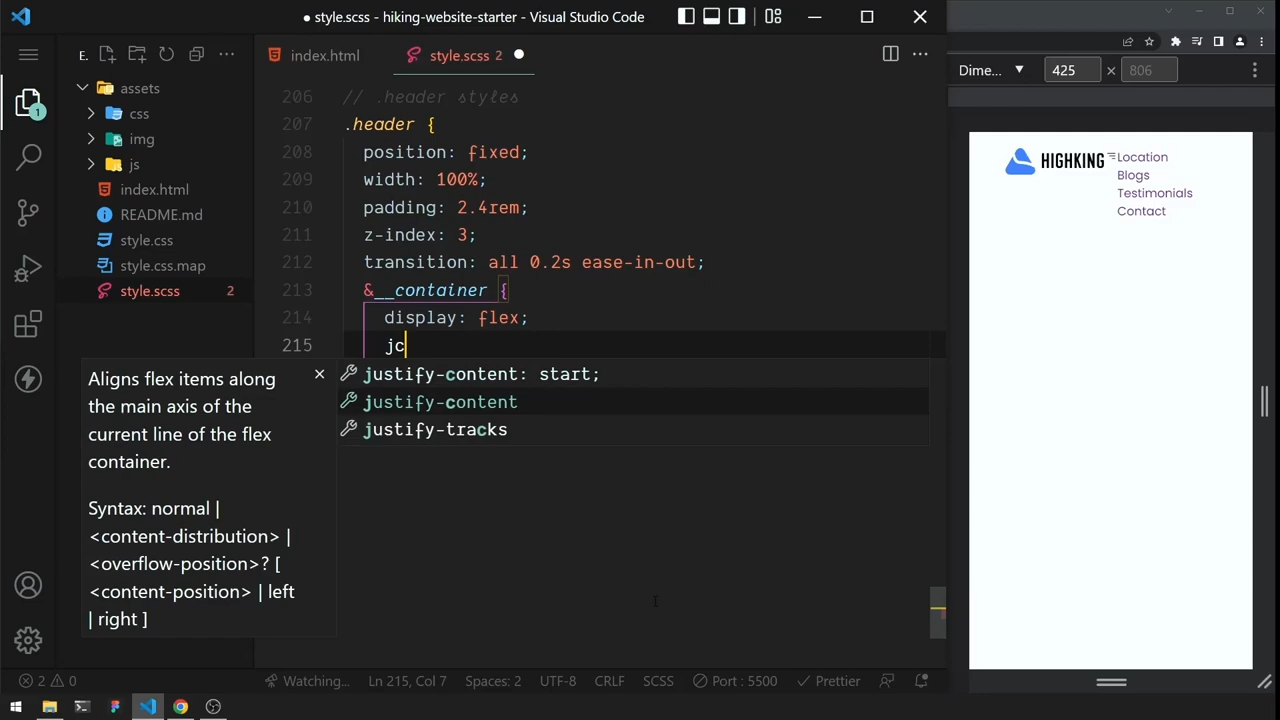 style.scss - hiking-website-starter - Visual Studio Code
E.
index.html
style.scss 2
Dime...
425
×
806
assets
css
img
js
index.html
README.md
style.css
style.css.map
style.scss 2
1
206 // .header styles
207 .header {
208 position: fixed;
209 width: 100%;
210 padding: 2.4rem;
211 z-index: 3;
212 transition: all 0.2s ease-in-out;
213 &__container {
214 display: flex;
215 jc
justify-content: start;
justify-content
justify-tracks
Aligns flex items along
the main axis of the
current line of the flex
container.
Syntax: normal |
<content-distribution> |
<overflow-position>? [
<content-position> | left
| right ]
HIGHKING
Location
Blogs
Testimonials
Contact
2 0
Watching...
Ln 215, Col 7
Spaces: 2
UTF-8
CRLF
SCSS
Port : 5500
Prettier